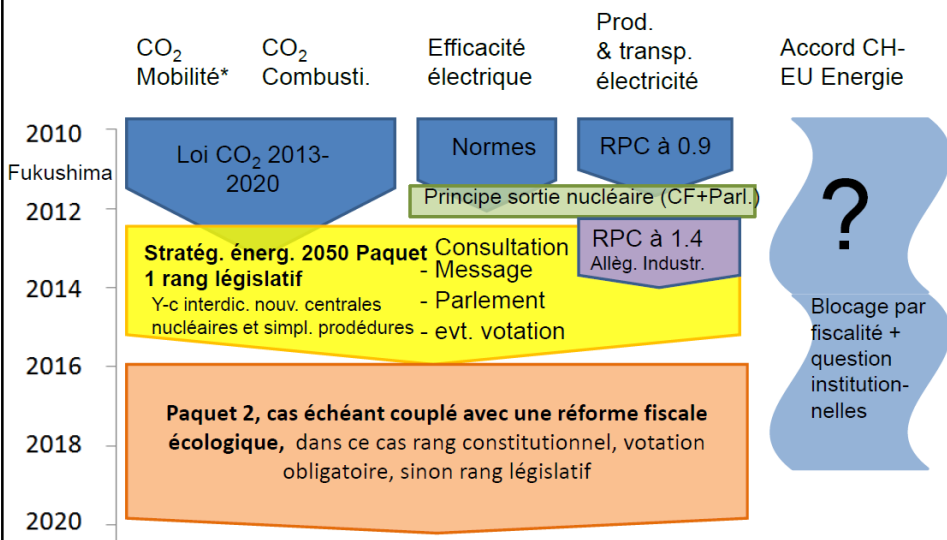 CO₂
Mobilité*
CO₂
Combusti.
Efficacité
électrique
Prod.
& transp.
électricité
Accord CH-
EU Energie
2010
Fukushima
2012
2014
2016
2018
2020
Loi CO₂ 2013-
2020
Normes
RPC à 0.9
Principe sortie nucléaire (CF+Parl.)
RPC à 1.4
Allèg. Industr.
Stratég. énerg. 2050 Paquet
1 rang législatif
Y-c interdic. nouv. centrales
nucléaires et simpl. prodédures
Consultation
- Message
- Parlement
- evt. votation
Paquet 2, cas échéant couplé avec une réforme fiscale
écologique, dans ce cas rang constitutionnel, votation
obligatoire, sinon rang législatif
?
Blocage par
fiscalité +
question
institution-
nelles